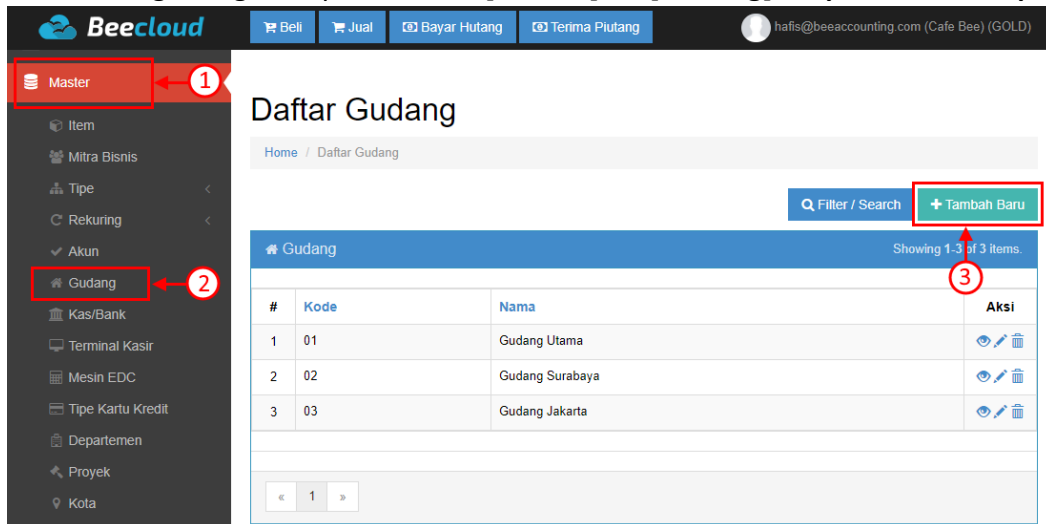 Beecloud
Beli
Jual
Bayar Hutang
Terima Piutang
hafis@beeaccounting.com (Cafe Bee) (GOLD)
Master
1
Item
Mitra Bisnis
Tipe
Rekuring
Akun
Gudang
2
Kas/Bank
Terminal Kasir
Mesin EDC
Tipe Kartu Kredit
Departemen
Proyek
Kota
Daftar Gudang
Home / Daftar Gudang
Filter / Search
+ Tambah Baru
3
Gudang
Showing 1-3 of 3 items.
# Kode Nama Aksi
1 01 Gudang Utama
2 02 Gudang Surabaya
3 03 Gudang Jakarta
« 1 »